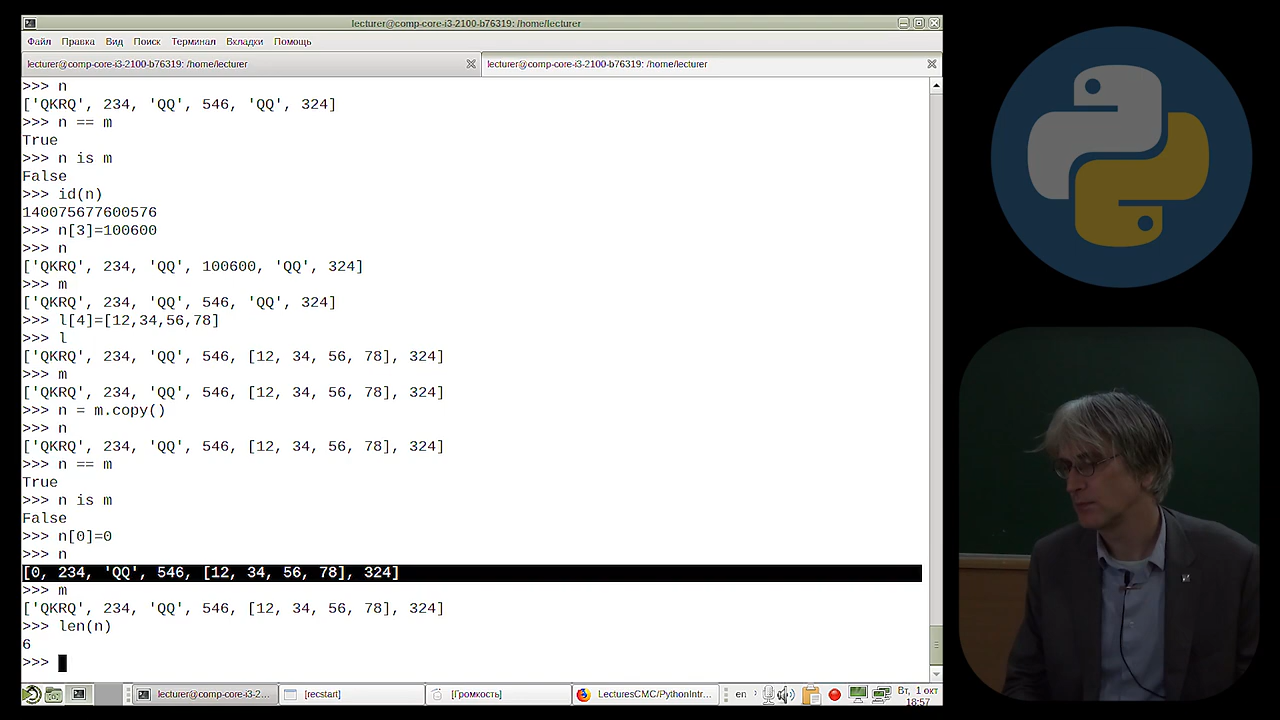 lecturer@comp-core-i3-2100-b76319: /home/lecturer
Файл Правка Вид Поиск Терминал Вкладки Помощь
lecturer@comp-core-i3-2100-b76319: /home/lecturer
lecturer@comp-core-i3-2100-b76319: /home/lecturer
>>> n
['QKRQ', 234, 'QQ', 546, 'QQ', 324]
>>> n == m
True
>>> n is m
False
>>> id(n)
140075677600576
>>> n[3]=100600
>>> n
['QKRQ', 234, 'QQ', 100600, 'QQ', 324]
>>> m
['QKRQ', 234, 'QQ', 546, 'QQ', 324]
>>> l[4]=[12,34,56,78]
>>> l
['QKRQ', 234, 'QQ', 546, [12, 34, 56, 78], 324]
>>> m
['QKRQ', 234, 'QQ', 546, [12, 34, 56, 78], 324]
>>> n = m.copy()
>>> n
['QKRQ', 234, 'QQ', 546, [12, 34, 56, 78], 324]
>>> n == m
True
>>> n is m
False
>>> n[0]=0
>>> n
[0, 234, 'QQ', 546, [12, 34, 56, 78], 324]
>>> m
['QKRQ', 234, 'QQ', 546, [12, 34, 56, 78], 324]
>>> len(n)
6
>>>
lecturer@comp-core-i3-2... [recstart] [Громкость] LecturesCMC/PythonIntr... en Вт, 1 окт
18:57